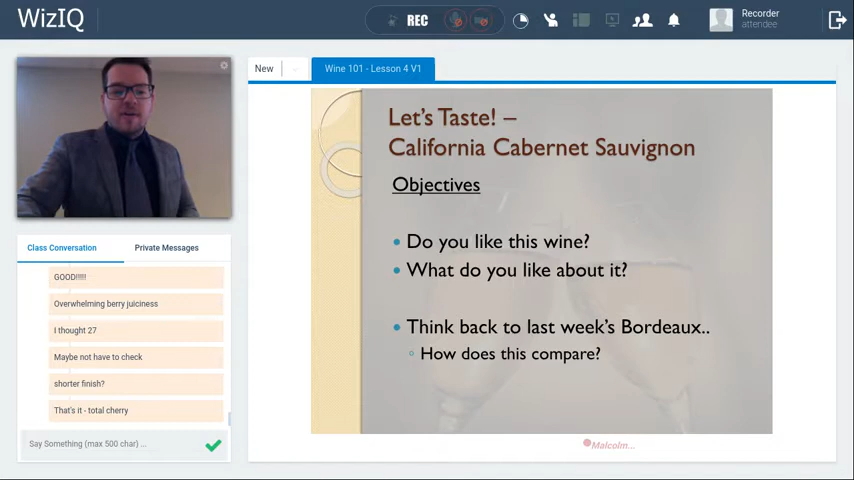 WizIQ
REC
Recorder
attendee
New
Wine 101 - Lesson 4 V1
Let's Taste! –
California Cabernet Sauvignon
Objectives
Do you like this wine?
What do you like about it?
Think back to last week's Bordeaux..
How does this compare?
Malcolm...
Class Conversation
Private Messages
GOOD!!!!!
Overwhelming berry juiciness
I thought 27
Maybe not have to check
shorter finish?
That's it - total cherry
Say Something (max 500 char) ...